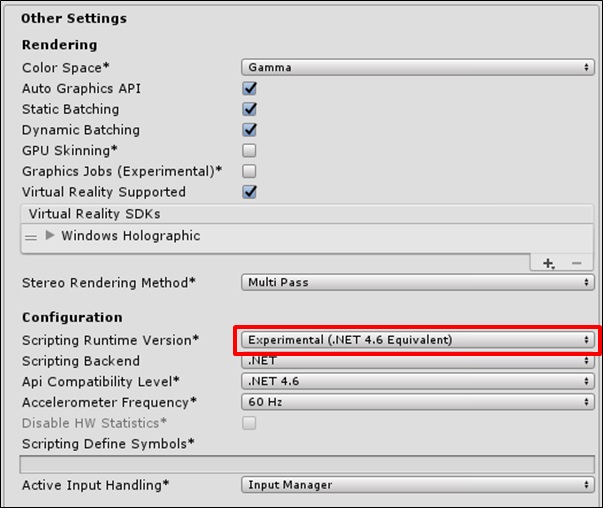 Other Settings
Rendering
Color Space* Gamma
Auto Graphics API
Static Batching
Dynamic Batching
GPU Skinning*
Graphics Jobs (Experimental)*
Virtual Reality Supported
Virtual Reality SDKs
Windows Holographic
Stereo Rendering Method* Multi Pass
Configuration
Scripting Runtime Version* Experimental (.NET 4.6 Equivalent)
Scripting Backend .NET
Api Compatibility Level* .NET 4.6
Accelerometer Frequency* 60 Hz
Disable HW Statistics*
Scripting Define Symbols*
Active Input Handling* Input Manager